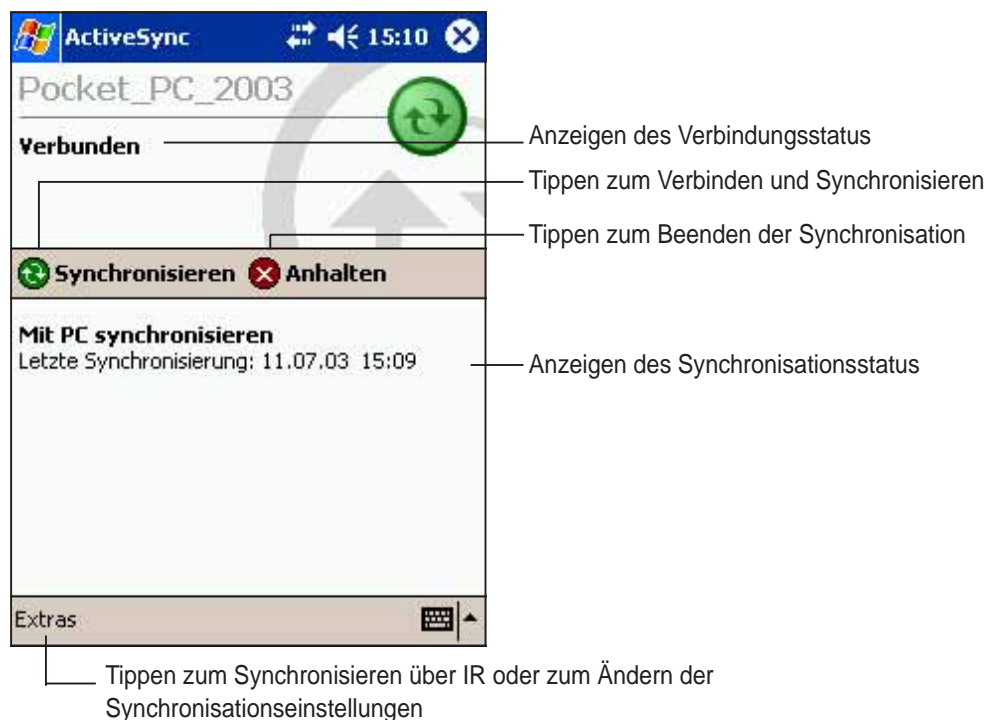 ActiveSync 15:10
Pocket_PC_2003
Verbunden
Anzeigen des Verbindungsstatus
Tippen zum Verbinden und Synchronisieren
Tippen zum Beenden der Synchronisation
Synchronisieren Anhalten
Mit PC synchronisieren
Letzte Synchronisierung: 11.07.03 15:09
Anzeigen des Synchronisationsstatus
Extras
Tippen zum Synchronisieren über IR oder zum Ändern der
Synchronisationseinstellungen